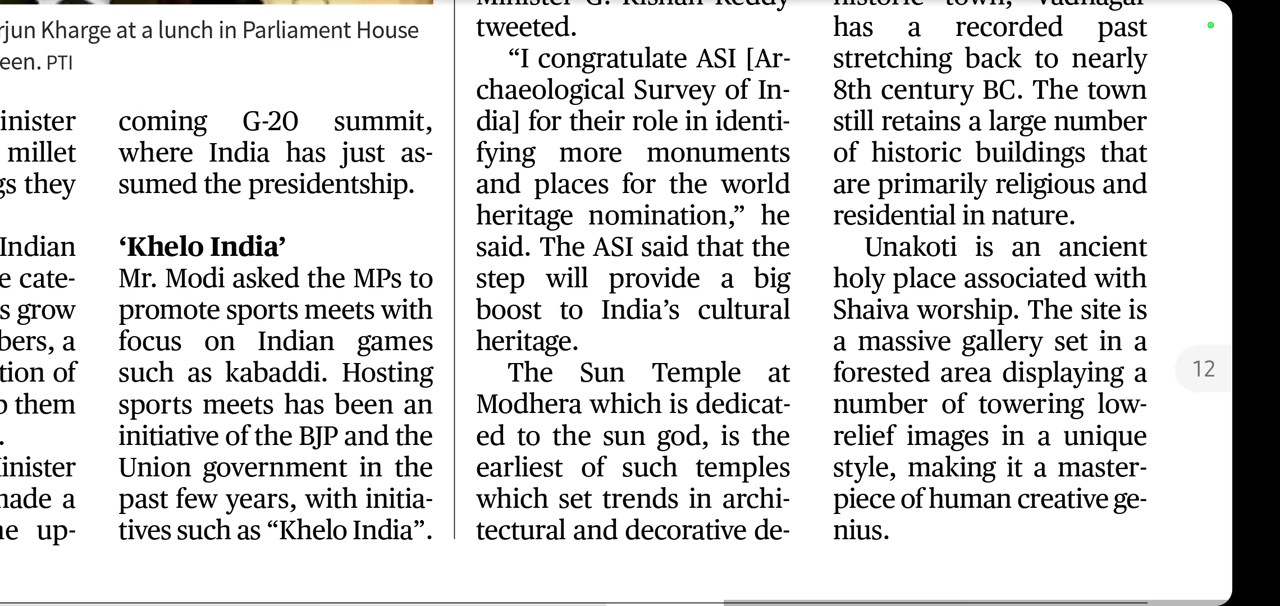 rjun Kharge at a lunch in Parliament House
een. PTI
inister
millet
gs they
Indian
e cate-
s grow
bers, a
tion of
them
inister
made a
up-
coming G-20 summit,
where India has just as-
sumed the presidentship.
‘Khelo India’
Mr. Modi asked the MPs to
promote sports meets with
focus on Indian games
such as kabaddi. Hosting
sports meets has been an
initiative of the BJP and the
Union government in the
past few years, with initia-
tives such as “Khelo India”.
Minister G. Kishan Reddy
tweeted.
“I congratulate ASI [Ar-
chaeological Survey of In-
dia] for their role in identi-
fying more monuments
and places for the world
heritage nomination,” he
said. The ASI said that the
step will provide a big
boost to India’s cultural
heritage.
The Sun Temple at
Modhera which is dedicat-
ed to the sun god, is the
earliest of such temples
which set trends in archi-
tectural and decorative de-
historic town, Vadnagar
has a recorded past
stretching back to nearly
8th century BC. The town
still retains a large number
of historic buildings that
are primarily religious and
residential in nature.
Unakoti is an ancient
holy place associated with
Shaiva worship. The site is
a massive gallery set in a
forested area displaying a
number of towering low-
relief images in a unique
style, making it a master-
piece of human creative ge-
nius.
12